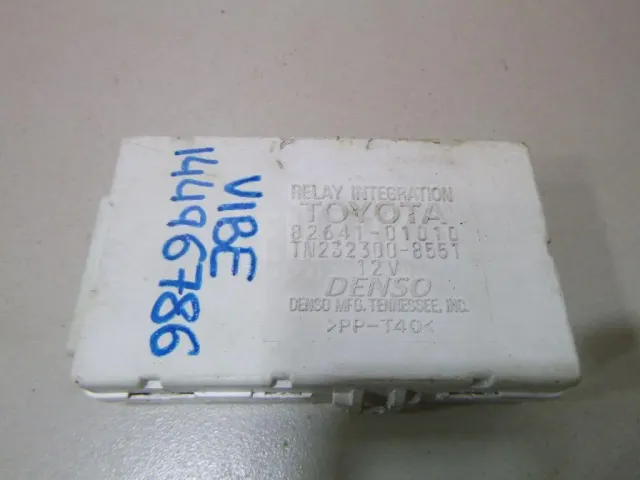 VIBE
14496786
RELAY INTEGRATION
TOYOTA
82641-01010
TN232300-8551
12V
DENSO
DENSO MFG. TENNESSEE, INC.
>PP-T40<